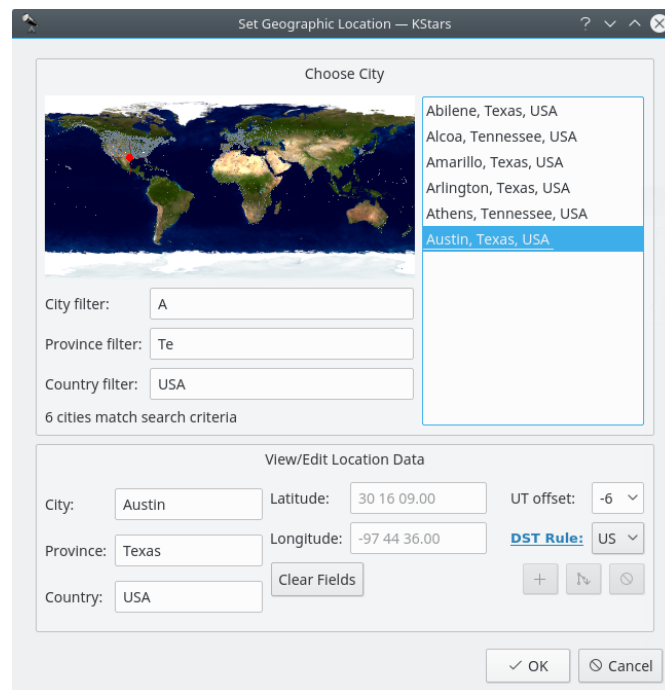 Set Geographic Location — KStars
Choose City
Abilene, Texas, USA
Alcoa, Tennessee, USA
Amarillo, Texas, USA
Arlington, Texas, USA
Athens, Tennessee, USA
Austin, Texas, USA
City filter: A
Province filter: Te
Country filter: USA
6 cities match search criteria
View/Edit Location Data
City: Austin
Province: Texas
Country: USA
Latitude: 30 16 09.00
Longitude: -97 44 36.00
Clear Fields
UT offset: -6
DST Rule: US
OK
Cancel